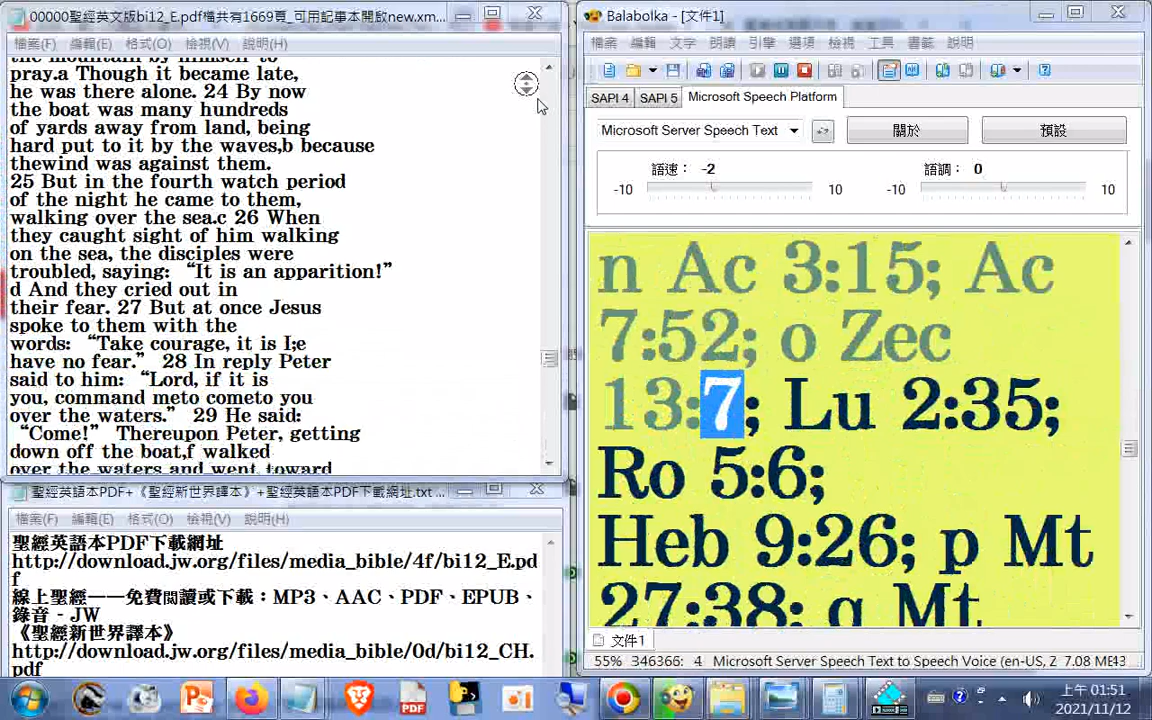 00000聖經英文版bi12_E.pdf檔共有1669頁_可用記事本開啟new.xm...
檔案(F) 編輯(E) 格式(O) 檢視(V) 說明(H)
the mountain by himself to
pray.a Though it became late,
he was there alone. 24 By now
the boat was many hundreds
of yards away from land, being
hard put to it by the waves,b because
thewind was against them.
25 But in the fourth watch period
of the night he came to them,
walking over the sea.c 26 When
they caught sight of him walking
on the sea, the disciples were
troubled, saying: “It is an apparition!”
d And they cried out in
their fear. 27 But at once Jesus
spoke to them with the
words: “Take courage, it is I;e
have no fear.” 28 In reply Peter
said to him: “Lord, if it is
you, command meto come to you
over the waters.” 29 He said:
“Come!” Thereupon Peter, getting
down off the boat,f walked
over the waters and went toward
聖經英語本PDF+《聖經新世界譯本》+聖經英語本PDF下載網址.txt ...
檔案(F) 編輯(E) 格式(O) 檢視(V) 說明(H)
聖經英語本PDF下載網址
http://download.jw.org/files/media_bible/4f/bi12_E.pd
f
線上聖經——免費閱讀或下載：MP3、AAC、PDF、EPUB、
錄音 - JW
《聖經新世界譯本》
http://download.jw.org/files/media_bible/0d/bi12_CH.
pdf
Balabolka - [文件1]
檔案 編輯 文字 朗讀 引擎 選項 檢視 工具 書籤 說明
SAPI 4 SAPI 5 Microsoft Speech Platform
Microsoft Server Speech Text 關於 預設
語速： -2 語調： 0
-10 10 -10 10
n Ac 3:15; Ac
7:52; o Zec
13:7; Lu 2:35;
Ro 5:6;
Heb 9:26; p Mt
27:38; q Mt
文件1
55% 346366: 4 Microsoft Server Speech Text to Speech Voice (en-US, Z 7.08 ME43
上午 01:51
2021/11/12